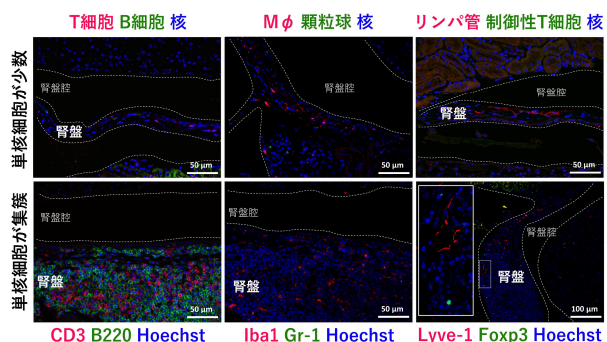 T細胞 B細胞 核
Mφ 顆粒球 核
リンパ管 制御性T細胞 核
単核細胞が少数
腎盤腔
腎盤
50 μm
腎盤腔
50 μm
腎盤腔
腎盤
50 μm
単核細胞が集簇
腎盤腔
腎盤
50 μm
腎盤腔
腎盤
50 μm
腎盤腔
腎盤
100 μm
CD3 B220 Hoechst
Iba1 Gr-1 Hoechst
Lyve-1 Foxp3 Hoechst